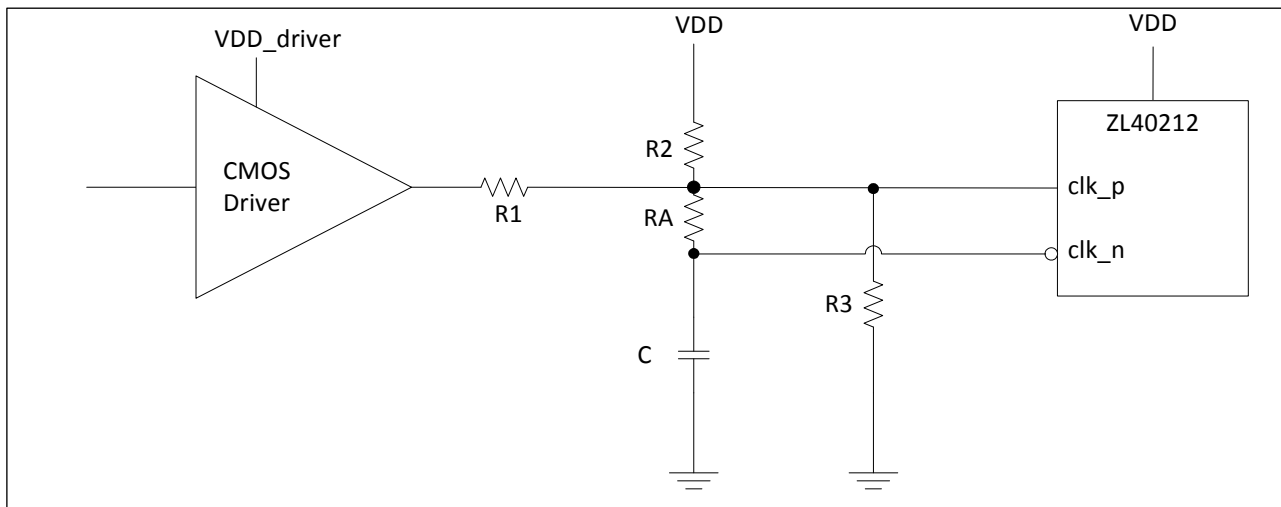 VDD_driver
VDD
VDD
ZL40212
R2
CMOS
Driver
R1
RA
clk_p
clk_n
R3
C